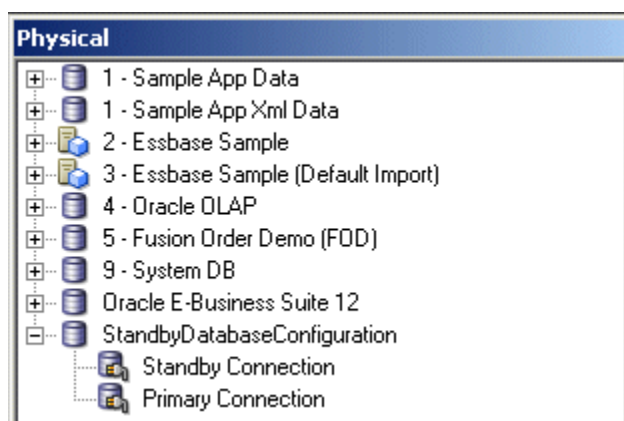 Physical
1 - Sample App Data
1 - Sample App Xml Data
2 - Essbase Sample
3 - Essbase Sample (Default Import)
4 - Oracle OLAP
5 - Fusion Order Demo (FOD)
9 - System DB
Oracle E-Business Suite 12
StandbyDatabaseConfiguration
Standby Connection
Primary Connection